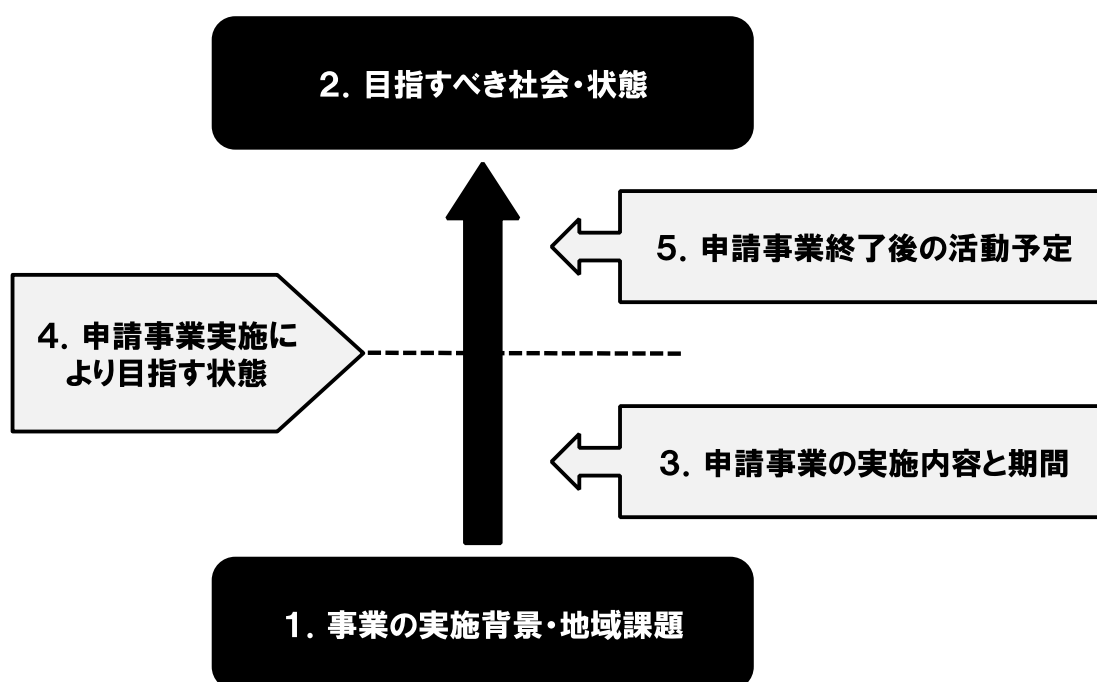 2. 目指すべき社会・状態
5. 申請事業終了後の活動予定
4. 申請事業実施に
より目指す状態
3. 申請事業の実施内容と期間
1. 事業の実施背景・地域課題